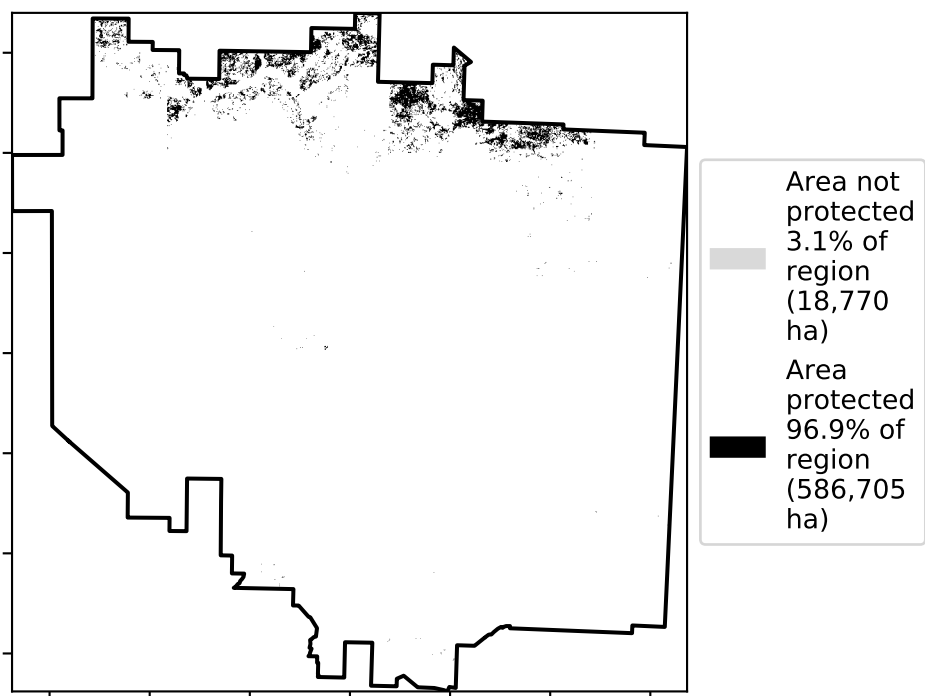 Area not
protected
3.1% of
region
(18,770
ha)
Area
protected
96.9% of
region
(586,705
ha)